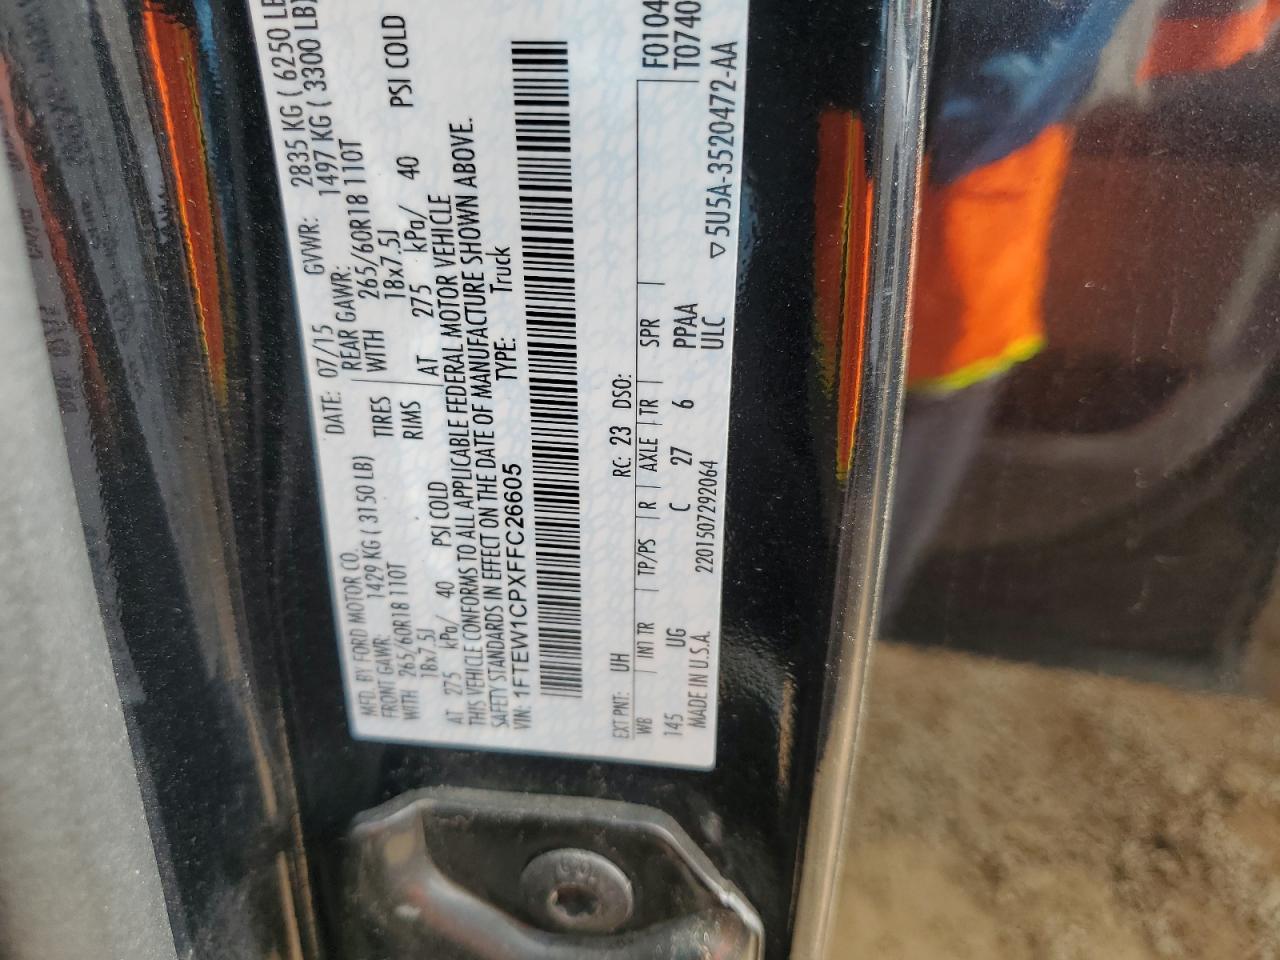 MFD. BY FORD MOTOR CO.
DATE: 07/15 GVWR: 2835 KG ( 6250 LB
FRONT GAWR: 1429 KG ( 3150 LB) REAR GAWR: 1497 KG ( 3300 LB)
WITH 265/60R18 110T TIRES WITH 265/60R18 110T
18x7.5J RIMS 18x7.5J
AT 275 kPa/ 40 PSI COLD AT 275 kPa/ 40 PSI COLD
THIS VEHICLE CONFORMS TO ALL APPLICABLE FEDERAL MOTOR VEHICLE
SAFETY STANDARDS IN EFFECT ON THE DATE OF MANUFACTURE SHOWN ABOVE.
VIN: 1FTEW1CPXFFC26605 TYPE: Truck
EXT PNT: UH RC: 23 DSO: F0104
WB INT TR TP/PS R AXLE TR SPR T0740
145 UG C 27 6 PPAA
ULC
MADE IN U.S.A. 2201507292064 ▽5U5A-3520472-AA